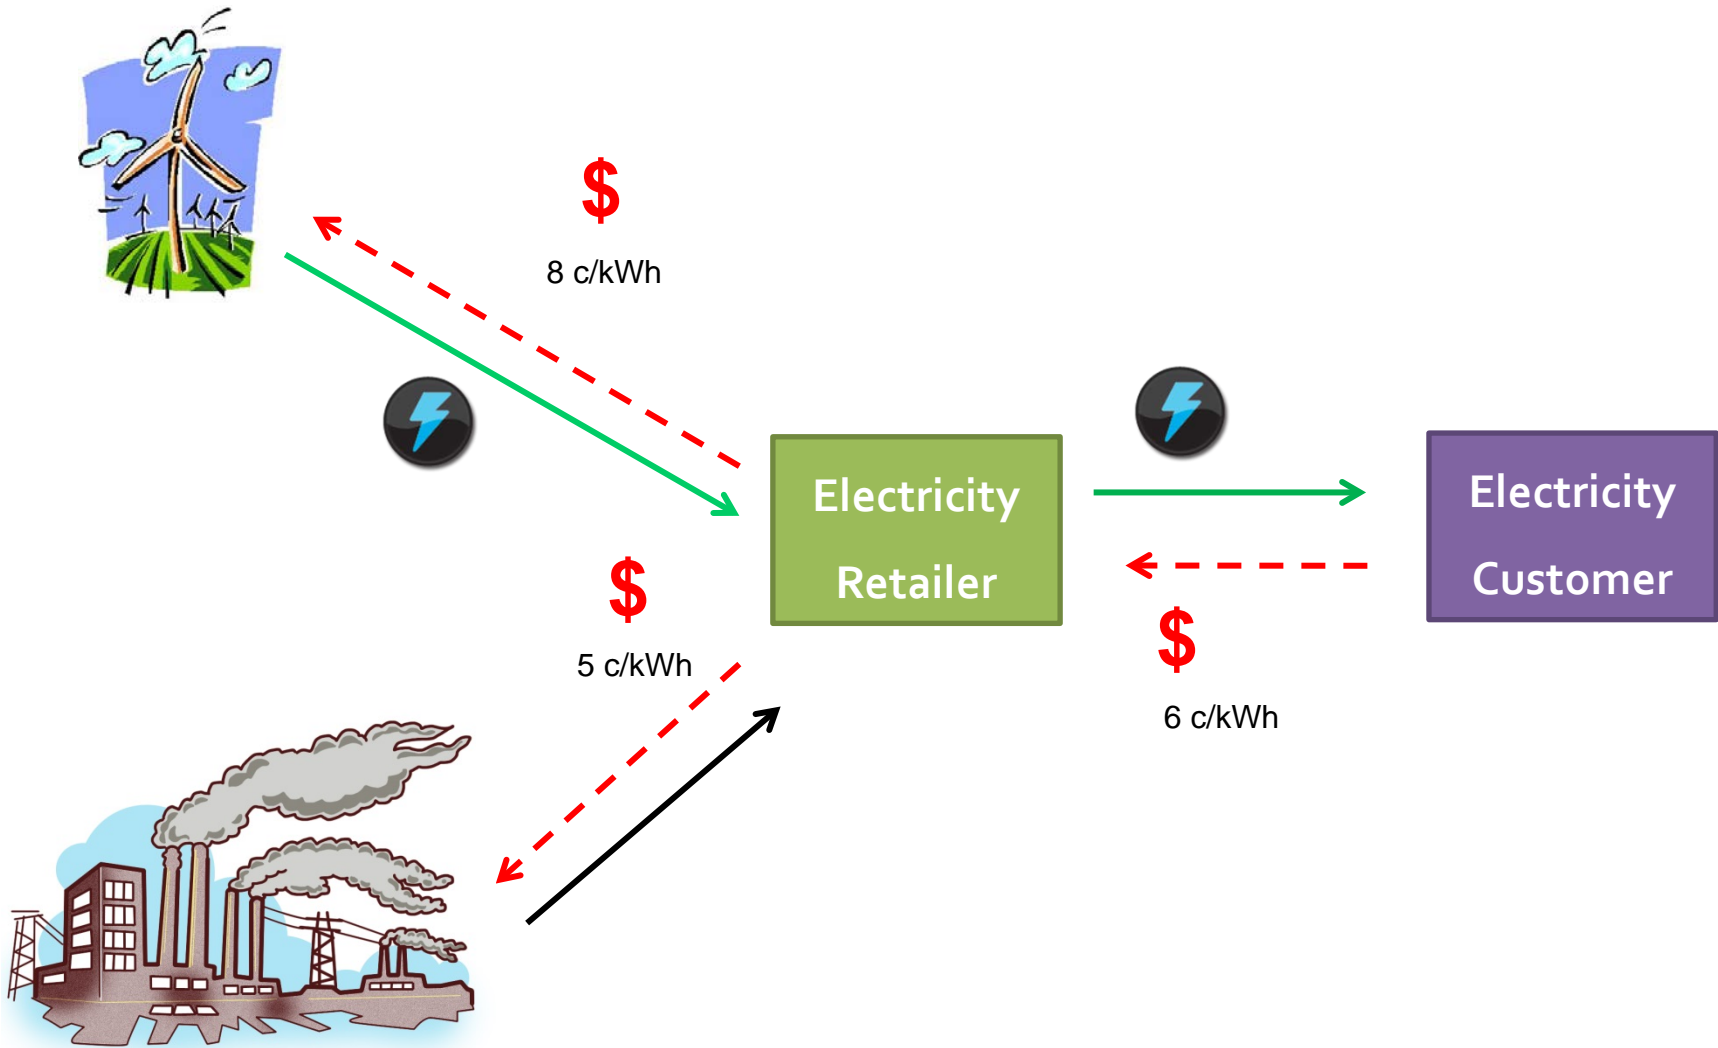 $
8 c/kWh
Electricity
Retailer
Electricity
Customer
$
5 c/kWh
$
6 c/kWh